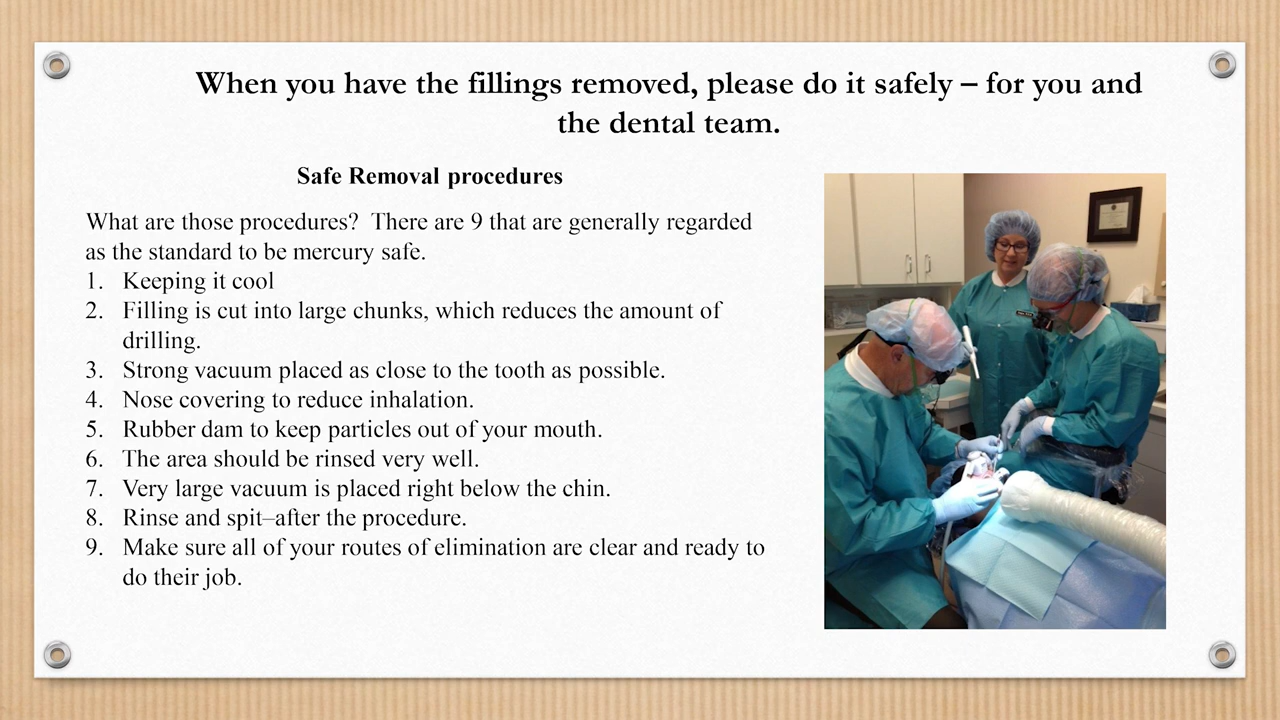 When you have the fillings removed, please do it safely – for you and
the dental team.
Safe Removal procedures
What are those procedures?  There are 9 that are generally regarded
as the standard to be mercury safe.
1. Keeping it cool
2. Filling is cut into large chunks, which reduces the amount of
drilling.
3. Strong vacuum placed as close to the tooth as possible.
4. Nose covering to reduce inhalation.
5. Rubber dam to keep particles out of your mouth.
6. The area should be rinsed very well.
7. Very large vacuum is placed right below the chin.
8. Rinse and spit–after the procedure.
9. Make sure all of your routes of elimination are clear and ready to
do their job.